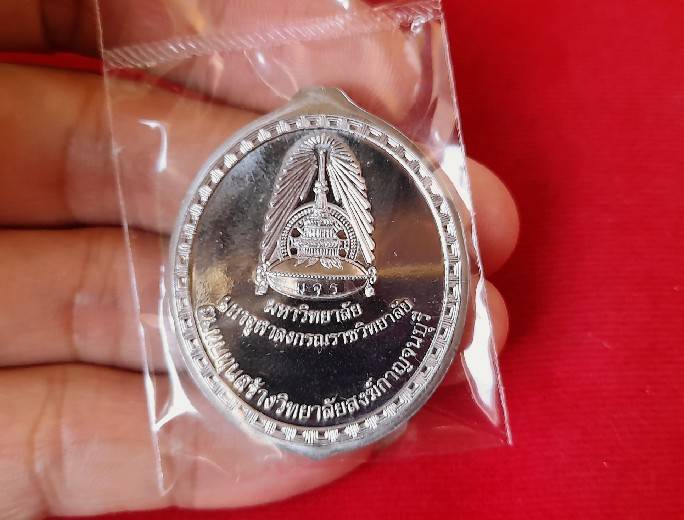 มจร
มหาวิทยาลัย
มหาจุฬาลงกรณราชวิทยาลัย
สร้างวิทยาลัยสงฆ์กาญจนบุรี